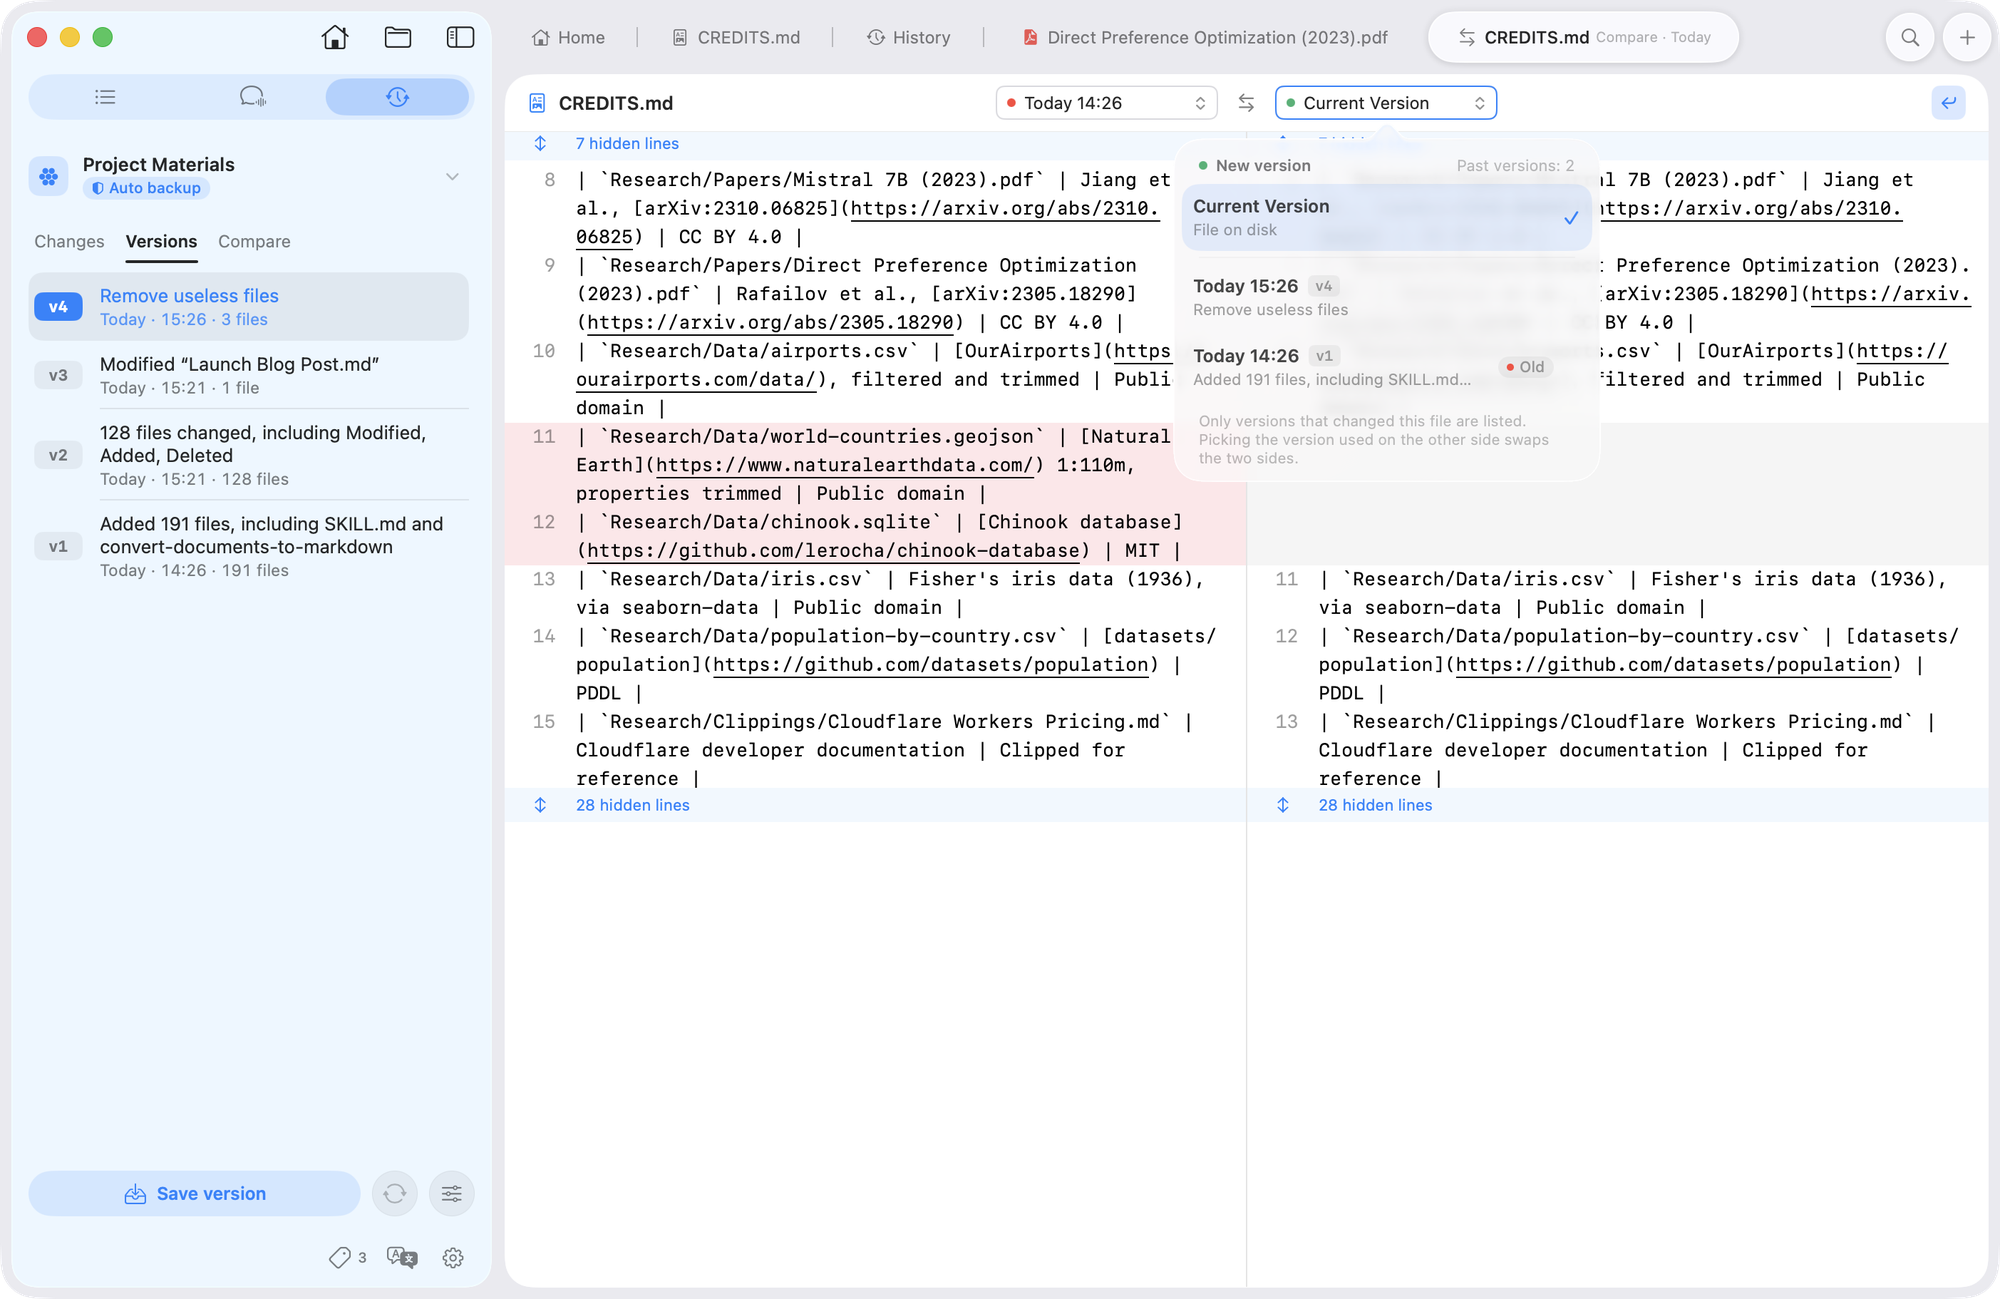 Home
CREDITS.md
History
Direct Preference Optimization (2023).pdf
CREDITS.md Compare · Today
Project Materials
Auto backup
Changes Versions Compare
v4
Remove useless files
Today · 15:26 · 3 files
v3
Modified “Launch Blog Post.md”
Today · 15:21 · 1 file
v2
128 files changed, including Modified,
Added, Deleted
Today · 15:21 · 128 files
v1
Added 191 files, including SKILL.md and
convert-documents-to-markdown
Today · 14:26 · 191 files
Save version
3
CREDITS.md
Today 14:26
Current Version
7 hidden lines
8 | `Research/Papers/Mistral 7B (2023).pdf` | Jiang et
al., [arXiv:2310.06825](https://arxiv.org/abs/2310.
06825) | CC BY 4.0 |
9 | `Research/Papers/Direct Preference Optimization
(2023).pdf` | Rafailov et al., [arXiv:2305.18290]
(https://arxiv.org/abs/2305.18290) | CC BY 4.0 |
10 | `Research/Data/airports.csv` | [OurAirports](https
ourairports.com/data/), filtered and trimmed | Publi
domain |
11 | `Research/Data/world-countries.geojson` | [Natural
Earth](https://www.naturalearthdata.com/) 1:110m,
properties trimmed | Public domain |
12 | `Research/Data/chinook.sqlite` | [Chinook database]
(https://github.com/lerocha/chinook-database) | MIT |
13 | `Research/Data/iris.csv` | Fisher's iris data (1936),
via seaborn-data | Public domain |
14 | `Research/Data/population-by-country.csv` | [datasets/
population](https://github.com/datasets/population) |
PDDL |
15 | `Research/Clippings/Cloudflare Workers Pricing.md` |
Cloudflare developer documentation | Clipped for
reference |
28 hidden lines
New version
Past versions: 2
Current Version
File on disk
Today 15:26 v4
Remove useless files
Today 14:26 v1
Added 191 files, including SKILL.md...
Old
Only versions that changed this file are listed.
Picking the version used on the other side swaps
the two sides.
al 7B (2023).pdf` | Jiang et
ttps://arxiv.org/abs/2310.
Preference Optimization (2023).
arXiv:2305.18290](https://arxiv.
BY 4.0 |
s.csv` | [OurAirports](https://
filtered and trimmed | Public
11 | `Research/Data/iris.csv` | Fisher's iris data (1936),
via seaborn-data | Public domain |
12 | `Research/Data/population-by-country.csv` | [datasets/
population](https://github.com/datasets/population) |
PDDL |
13 | `Research/Clippings/Cloudflare Workers Pricing.md` |
Cloudflare developer documentation | Clipped for
reference |
28 hidden lines